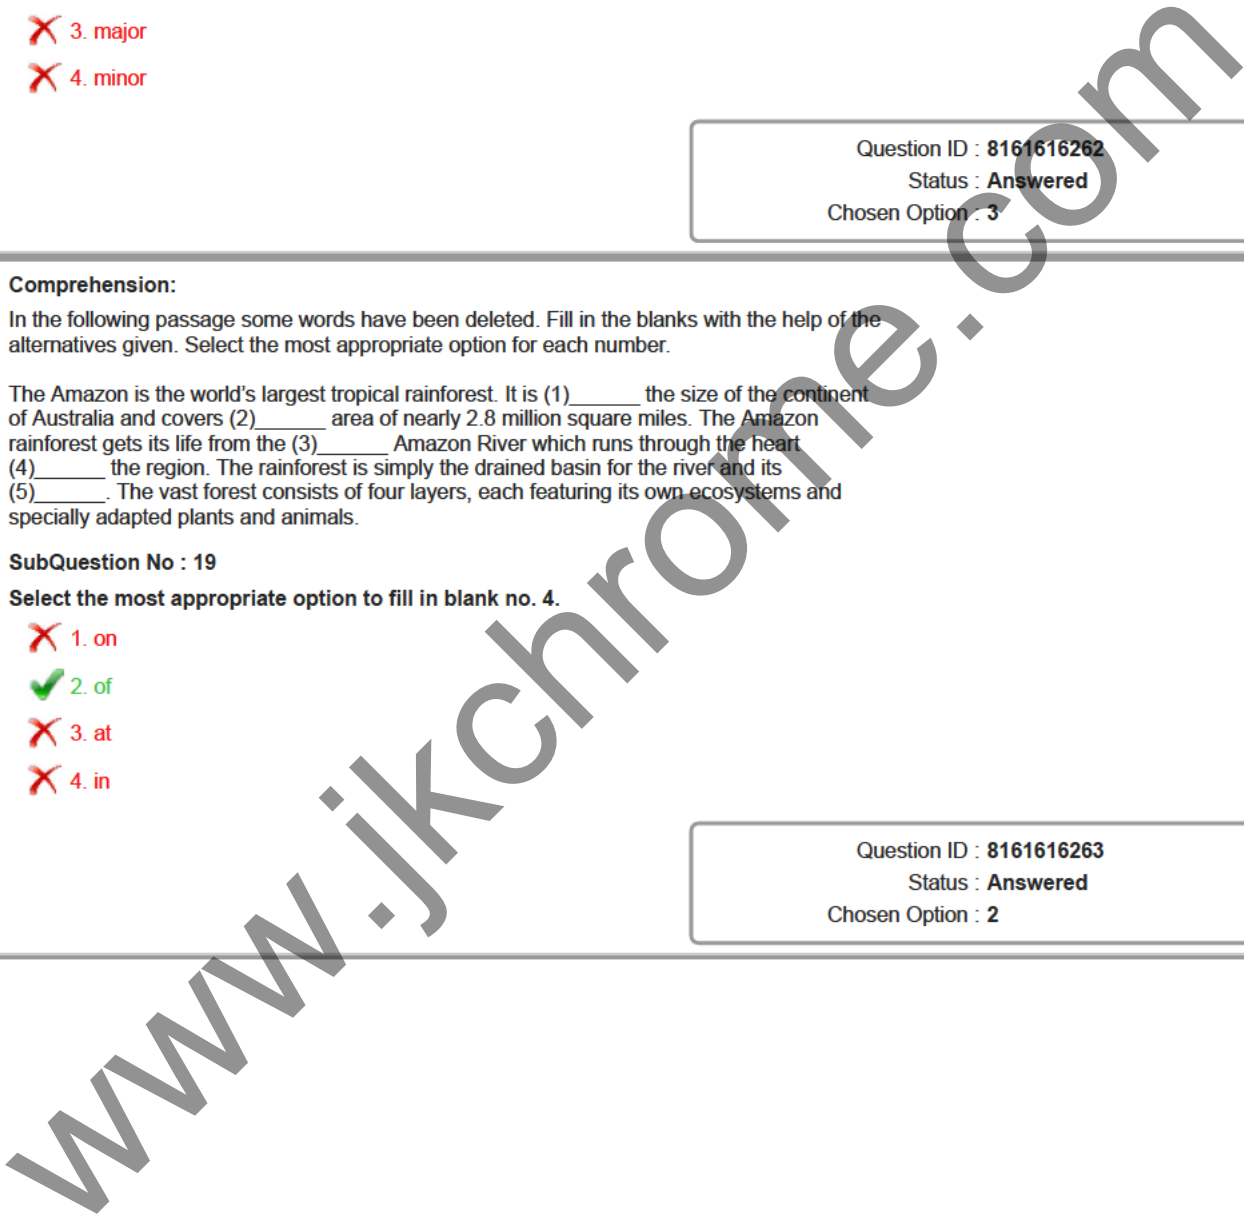 3. major
4. minor
Question ID : 8161616262
Status : Answered
Chosen Option : 3
Comprehension:
In the following passage some words have been deleted. Fill in the blanks with the help of the
alternatives given. Select the most appropriate option for each number.
The Amazon is the world's largest tropical rainforest. It is (1)______ the size of the continent
of Australia and covers (2)______ area of nearly 2.8 million square miles. The Amazon
rainforest gets its life from the (3)______ Amazon River which runs through the heart
(4)______ the region. The rainforest is simply the drained basin for the river and its
(5)______. The vast forest consists of four layers, each featuring its own ecosystems and
specially adapted plants and animals.
SubQuestion No : 19
Select the most appropriate option to fill in blank no. 4.
1. on
2. of
3. at
4. in
Question ID : 8161616263
Status : Answered
Chosen Option : 2
www.jkchrome.com